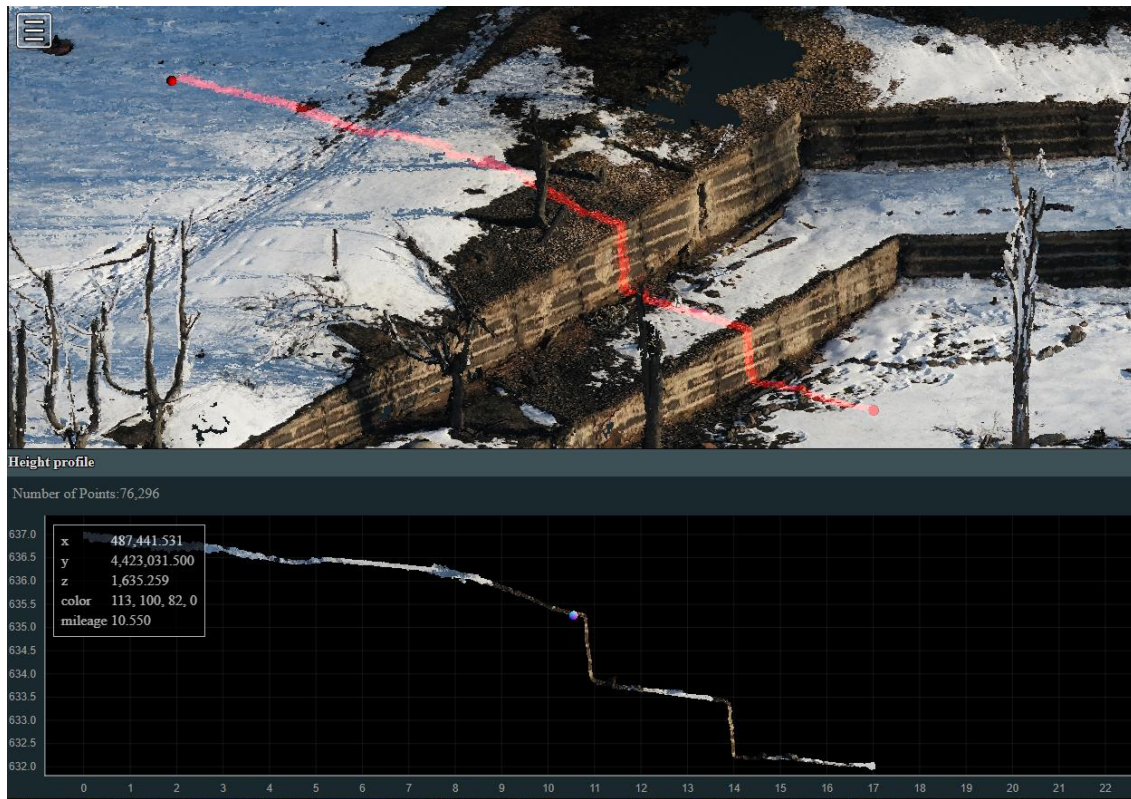 Height profile
Number of Points:76,296
x 487,441.531
y 4,423,031.500
z 1,635.259
color 113, 100, 82, 0
mileage 10.550
637.0
636.5
636.0
635.5
635.0
634.5
634.0
633.5
633.0
632.5
632.0
0 1 2 3 4 5 6 7 8 9 10 11 12 13 14 15 16 17 18 19 20 21 22